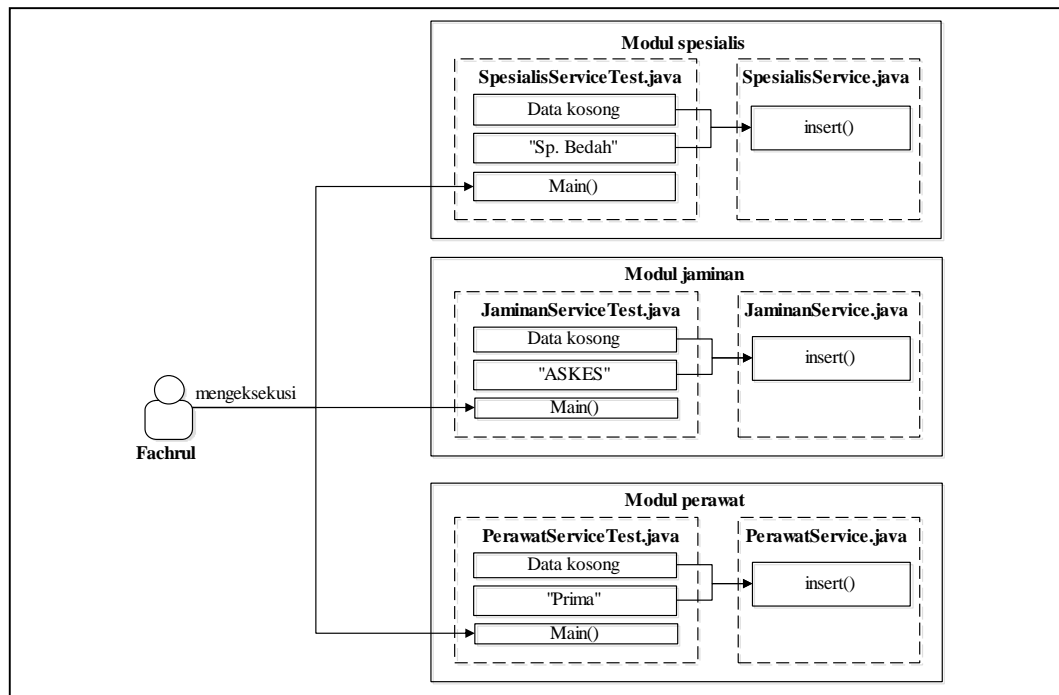 Modul spesialis
SpesialisServiceTest.java
SpesialisService.java
Data kosong
insert()
"Sp. Bedah"
Main()
Modul jaminan
JaminanServiceTest.java
JaminanService.java
Data kosong
insert()
"ASKES"
Main()
mengeksekusi
Fachrul
Modul perawat
PerawatServiceTest.java
PerawatService.java
Data kosong
insert()
"Prima"
Main()